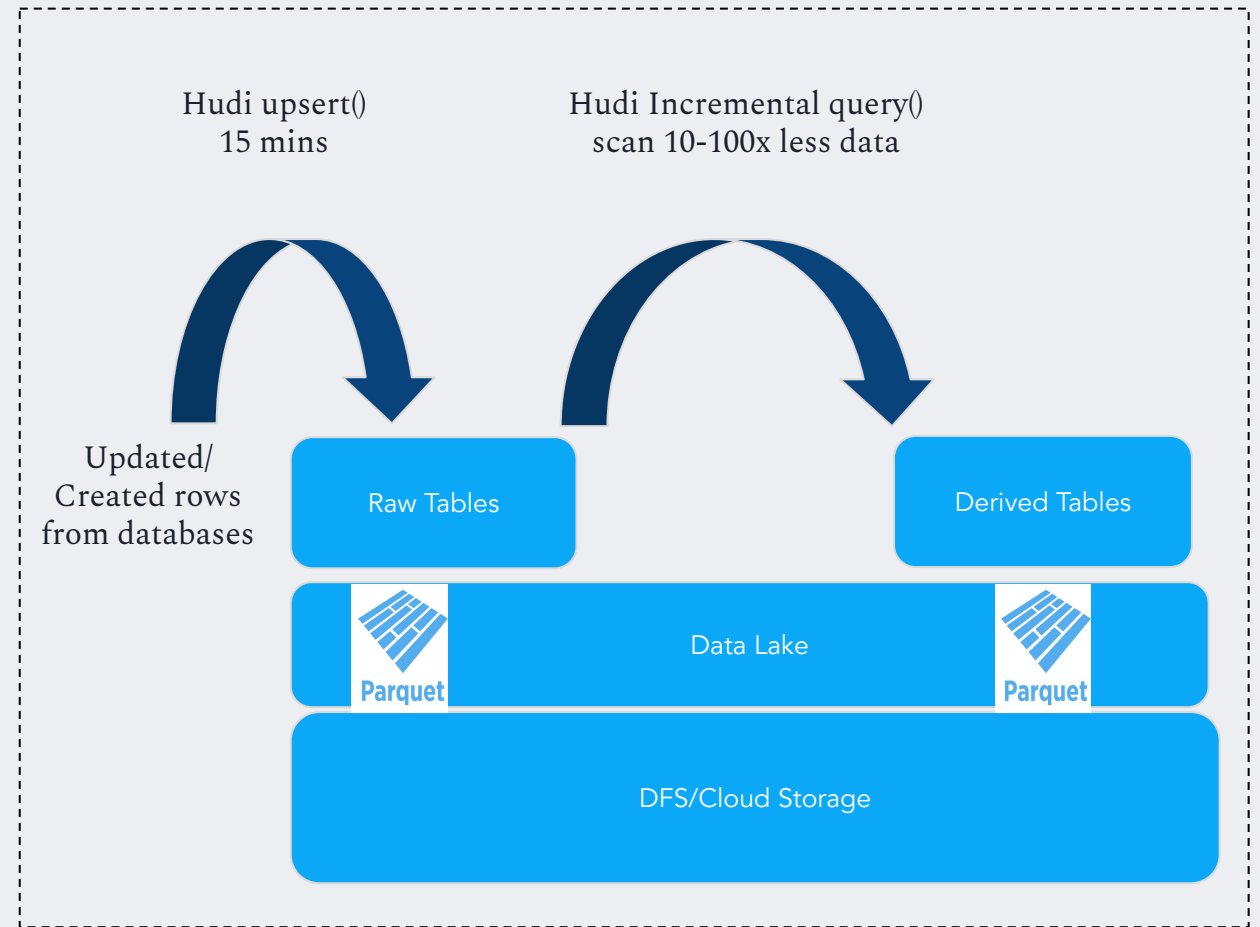 Hudi upsert()
15 mins
Hudi Incremental query()
scan 10-100x less data
Updated/
Created rows
from databases
Raw Tables
Derived Tables
Data Lake
Parquet
Parquet
DFS/Cloud Storage